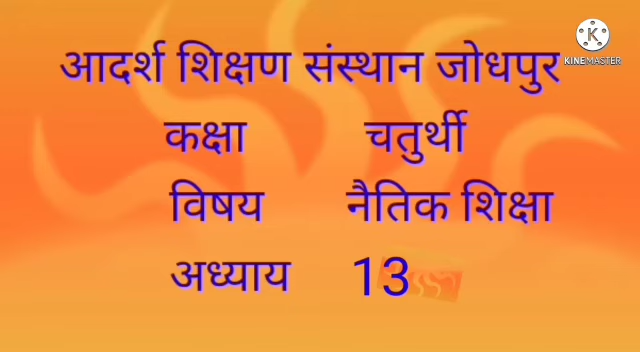 आदर्श शिक्षण संस्थान जोधपुर
K
KINEMASTER
कक्षा चतुर्थी
विषय नैतिक शिक्षा
अध्याय 13